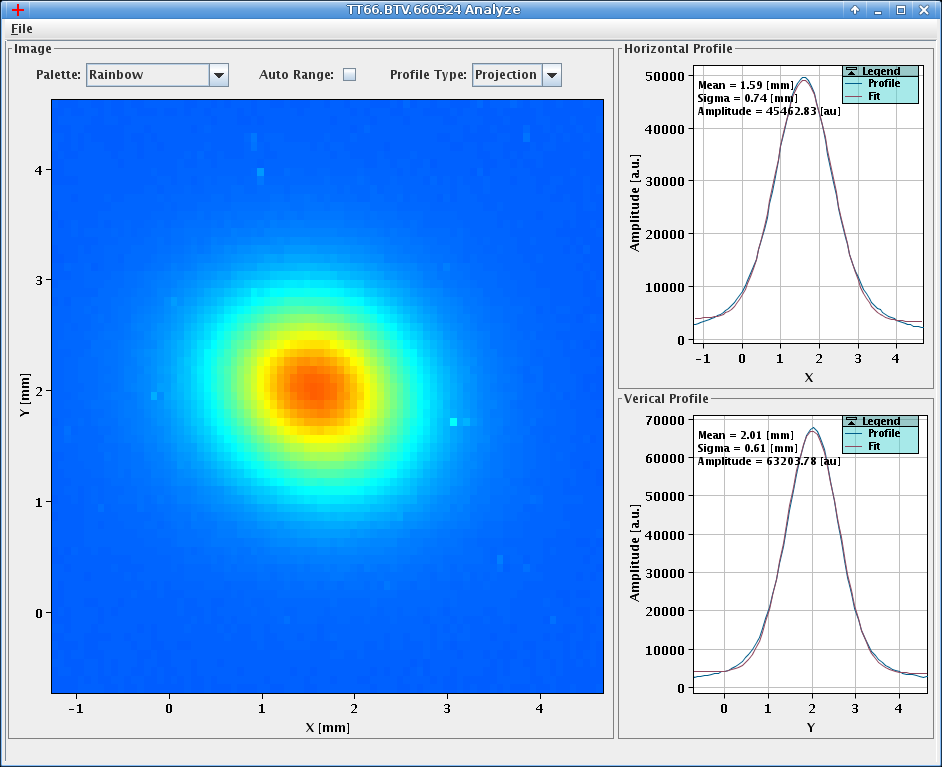 TT66.BTV.660524 Analyze
File
Image
Palette: Rainbow Auto Range: Profile Type: Projection
4
3
2
1
0
Y [mm]
-1 0 1 2 3 4
X [mm]
Horizontal Profile
Mean = 1.59 [mm]
Sigma = 0.74 [mm]
Amplitude = 45462.83 [au]
Legend
Profile
Fit
50000
40000
30000
20000
10000
0
Amplitude [a.u.]
-1 0 1 2 3 4
X
Verical Profile
Mean = 2.01 [mm]
Sigma = 0.61 [mm]
Amplitude = 63203.78 [au]
Legend
Profile
Fit
70000
60000
50000
40000
30000
20000
10000
0
Amplitude [a.u.]
0 1 2 3 4
Y